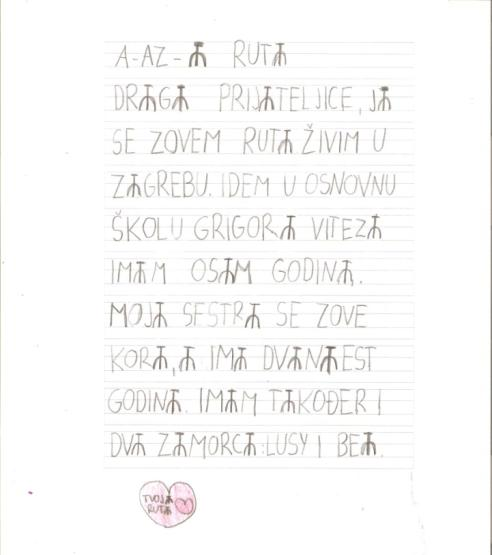 A-AZ-Ⰰ RUTⰀ
DRⰀGⰀ PRIJⰀTELJICE, JⰀ
SE ZOVEM RUTⰀ ŽIVIM U
ZⰀGREBU. IDEM U OSNOVNU
ŠKOLU GRIGORⰀ VITEZⰀ
IMⰀM OSⰀM GODINⰀ.
MOJⰀ SESTRⰀ SE ZOVE
KORⰀ, Ⰰ IMⰀ DVⰀNⰀEST
GODINⰀ. IMⰀM TⰀKOĐER I
DVⰀ ZⰀMORCⰀ: LUSY I BEⰀ.
TVOJⰀ
RUTⰀ